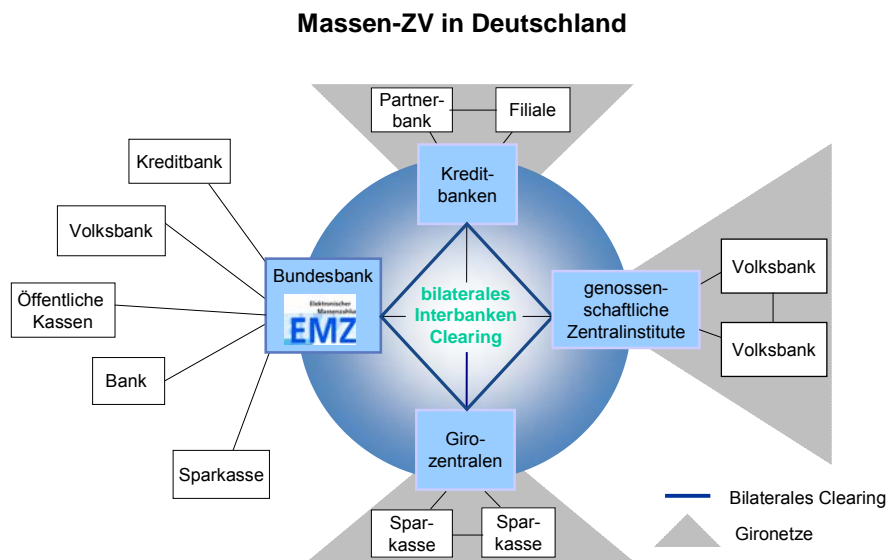 Massen-ZV in Deutschland
Partner-
bank
Filiale
Kreditbank
Kredit-
banken
Volksbank
Bundesbank
Elektronischer
Massenzahlu
EMZ
bilaterales
Interbanken
Clearing
genossen-
schaftliche
Zentralinstitute
Volksbank
Volksbank
Öffentliche
Kassen
Bank
Sparkasse
Giro-
zentralen
Spar-
kasse
Spar-
kasse
Bilaterales Clearing
Gironetze